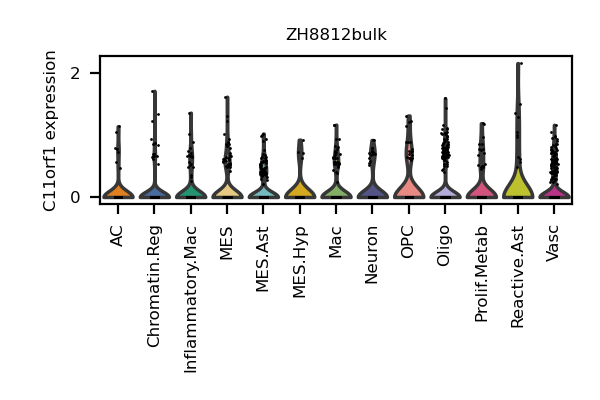 ZH8812bulk
C11orf1 expression
2
0
AC
Chromatin.Reg
Inflammatory.Mac
MES
MES.Ast
MES.Hyp
Mac
Neuron
OPC
Oligo
Prolif.Metab
Reactive.Ast
Vasc